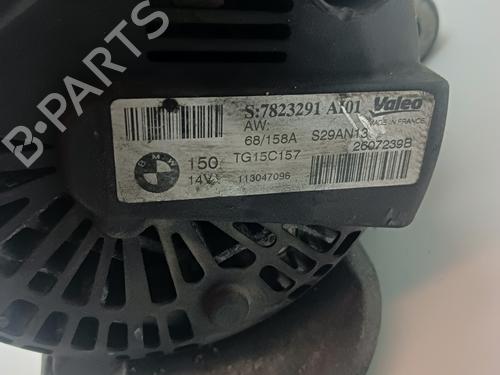 B-PARTS
S:7823291 AI01 Valeo
AW: MADE IN FRANCE
68/158A S29AN13
2607239B
BMW 150 TG15C157
14V 113047096